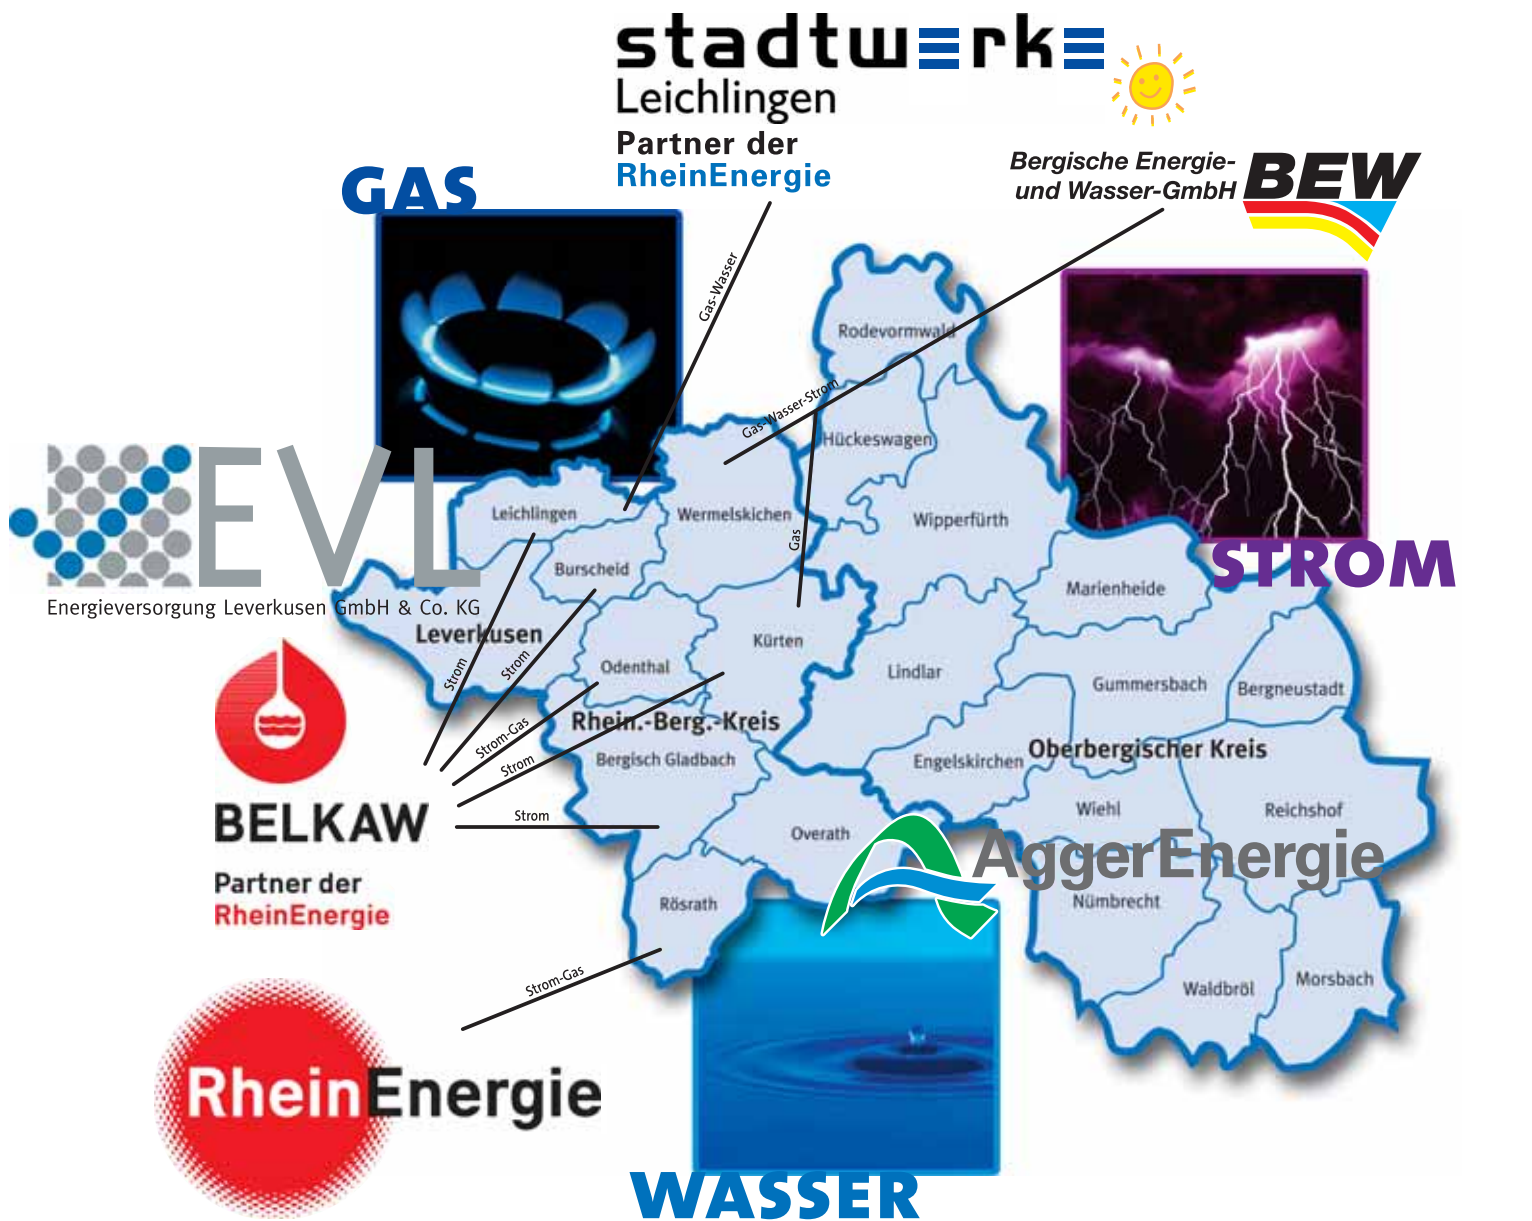 stadtwerke
Leichlingen
Partner der
RheinEnergie
Bergische Energie-
und Wasser-GmbH
BEW
GAS
Gas-Wasser
Rodevormwald
Gas-Wasser-Strom
Hückeswagen
EVL
Energieversorgung Leverkusen GmbH & Co. KG
Leichlingen
Wermelskichen
Wipperfürth
Gas
STROM
Burscheid
Marienheide
Leverkusen
Kürten
Odenthal
Lindlar
Strom
Strom
Gummersbach
Bergneustadt
Rhein.-Berg.-Kreis
Strom-Gas
Oberbergischer Kreis
Bergisch Gladbach
Engelskirchen
Strom
BELKAW
Partner der
RheinEnergie
Strom
Wiehl
Reichshof
Overath
AggerEnergie
Rösrath
Nümbrecht
Strom-Gas
Waldbröl
Morsbach
RheinEnergie
WASSER